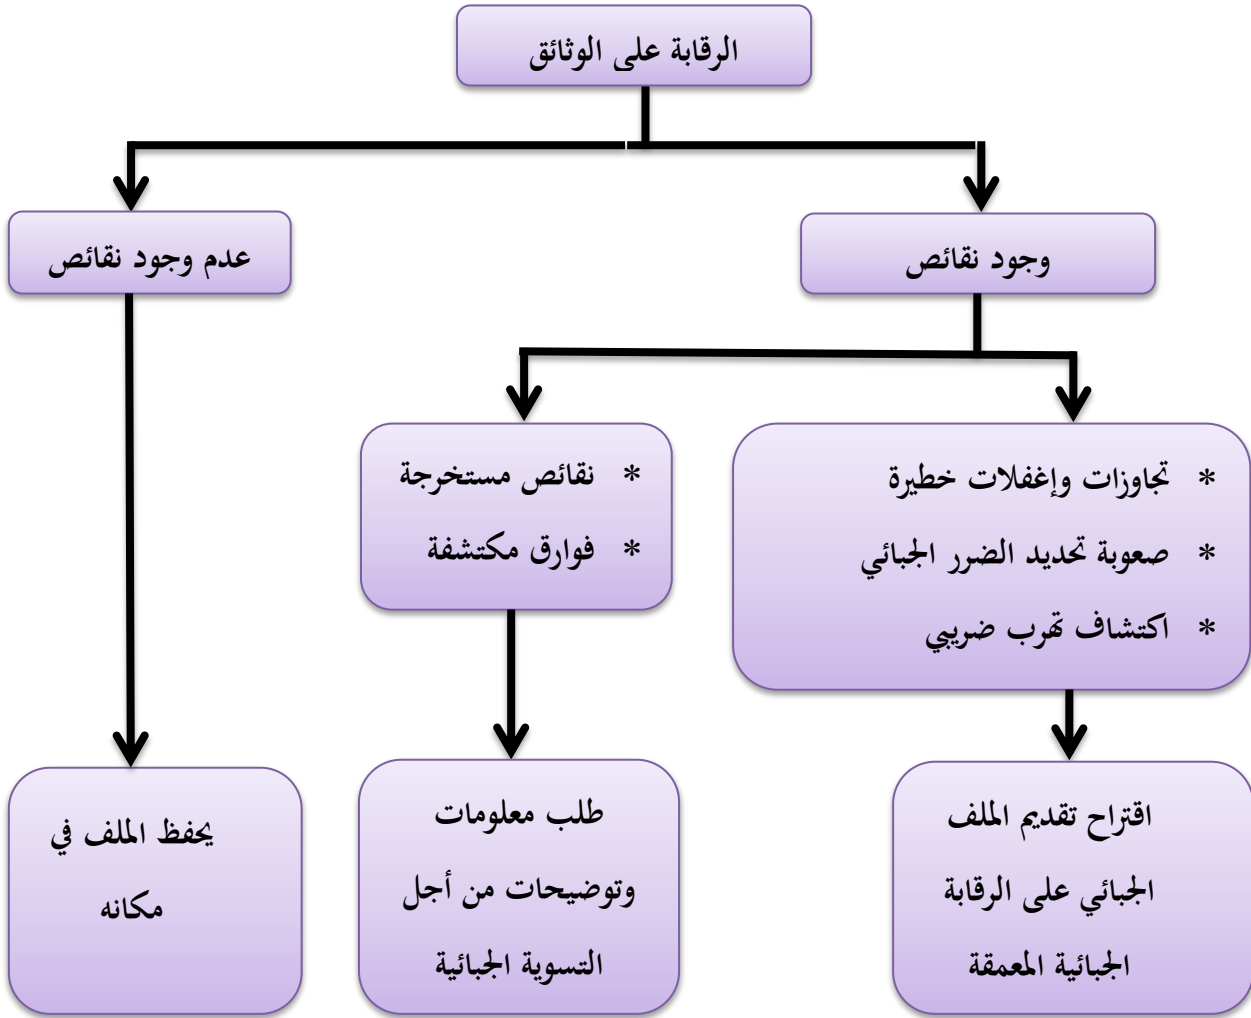 الرقابة على الوثائق
وجود نقائص
عدم وجود نقائص
* تجاوزات وإغفلات خطيرة
* صعوبة تحديد الضرر الجبائي
* اكتشاف تهرب ضريبي
* نقائص مستخرجة
* فوارق مكتشفة
اقتراح تقديم الملف
الجبائي على الرقابة
الجبائية المعمقة
طلب معلومات
وتوضيحات من أجل
التسوية الجبائية
يحفظ الملف في
مكانه